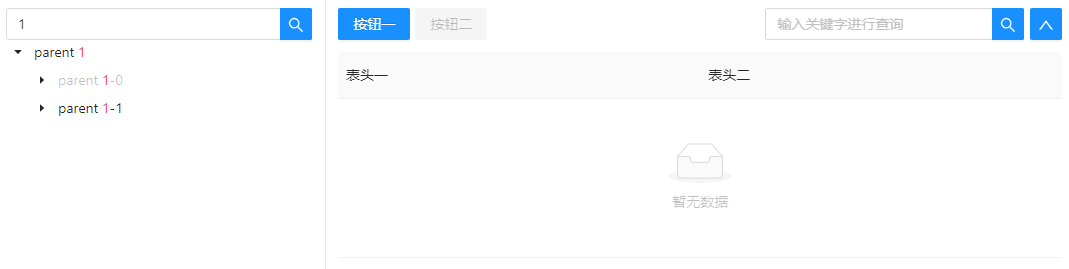 1
parent 1
parent 1-0
parent 1-1
按钮一 按钮二 输入关键字进行查询
表头一 表头二
暂无数据